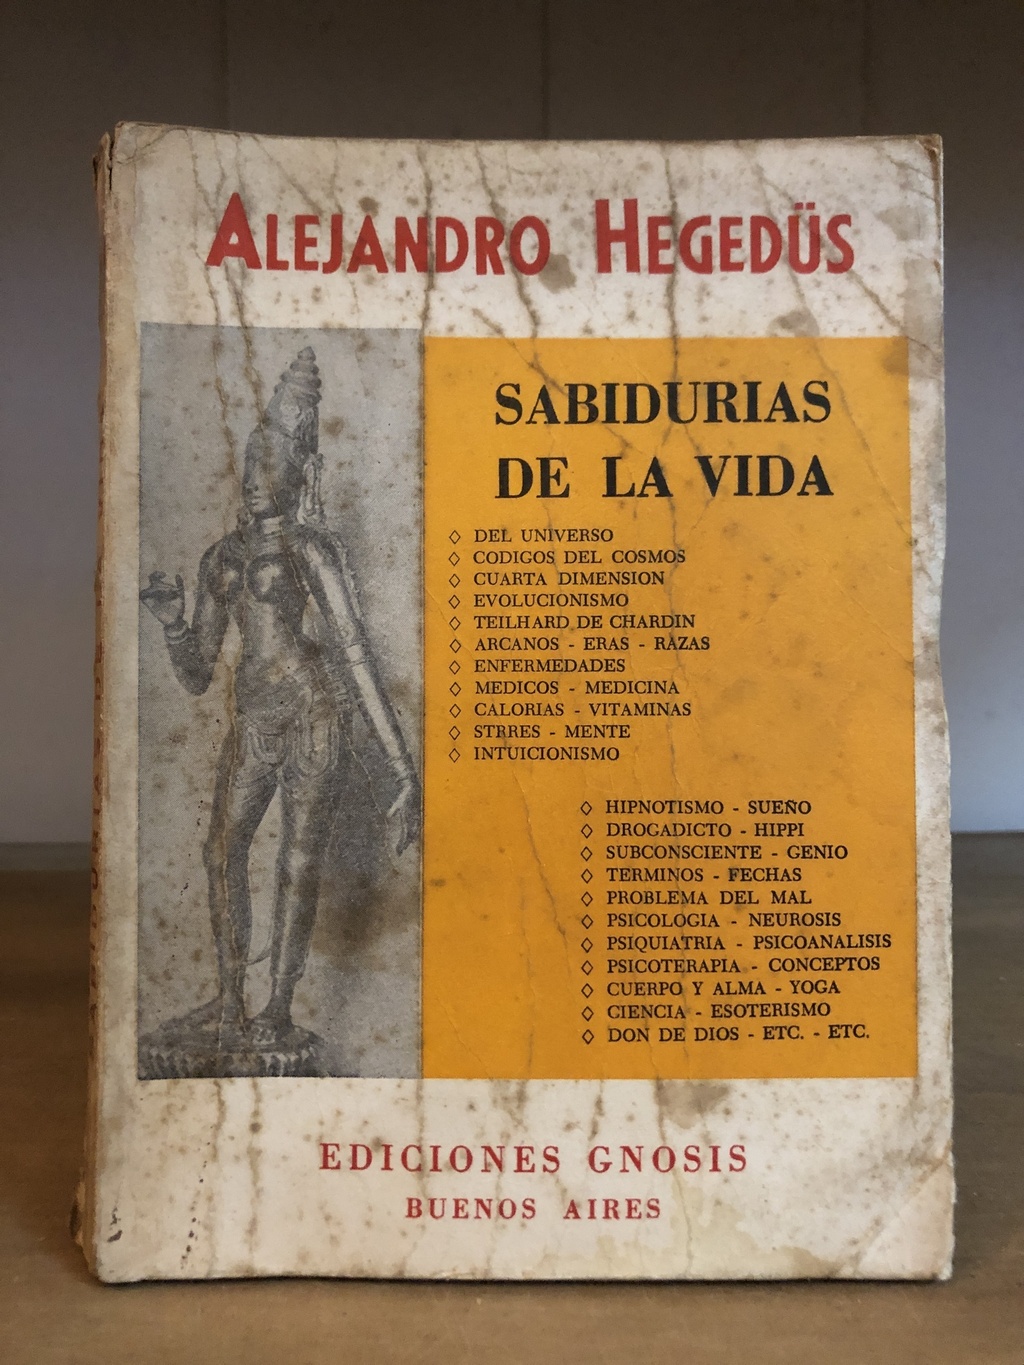 ALEJANDRO HEGEDÜS
SABIDURIAS
DE LA VIDA
◊ DEL UNIVERSO
◊ CODIGOS DEL COSMOS
◊ CUARTA DIMENSION
◊ EVOLUCIONISMO
◊ TEILHARD DE CHARDIN
◊ ARCANOS - ERAS - RAZAS
◊ ENFERMEDADES
◊ MEDICOS - MEDICINA
◊ CALORIAS - VITAMINAS
◊ STRRES - MENTE
◊ INTUICIONISMO
◊ HIPNOTISMO - SUEÑO
◊ DROGADICTO - HIPPI
◊ SUBCONSCIENTE - GENIO
◊ TERMINOS - FECHAS
◊ PROBLEMA DEL MAL
◊ PSICOLOGIA - NEUROSIS
◊ PSIQUIATRIA - PSICOANALISIS
◊ PSICOTERAPIA - CONCEPTOS
◊ CUERPO Y ALMA - YOGA
◊ CIENCIA - ESOTERISMO
◊ DON DE DIOS - ETC. - ETC.
EDICIONES GNOSIS
BUENOS AIRES